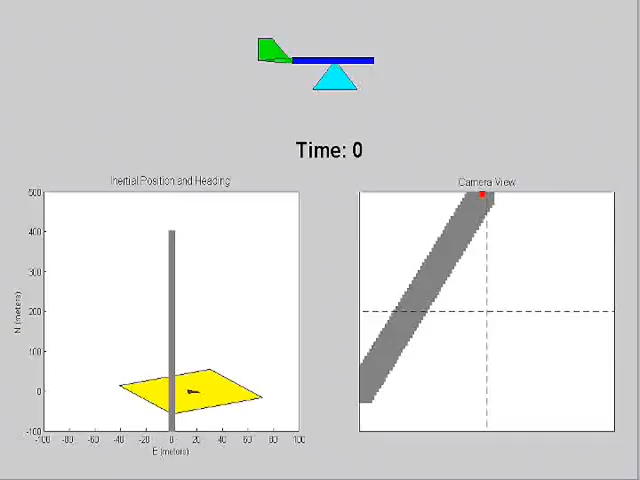 Time: 0
Inertial Position and Heading
Camera View
500
400
300
200
100
0
-100
N (meters)
-100 -80 -60 -40 -20 0 20 40 60 80 100
E (meters)